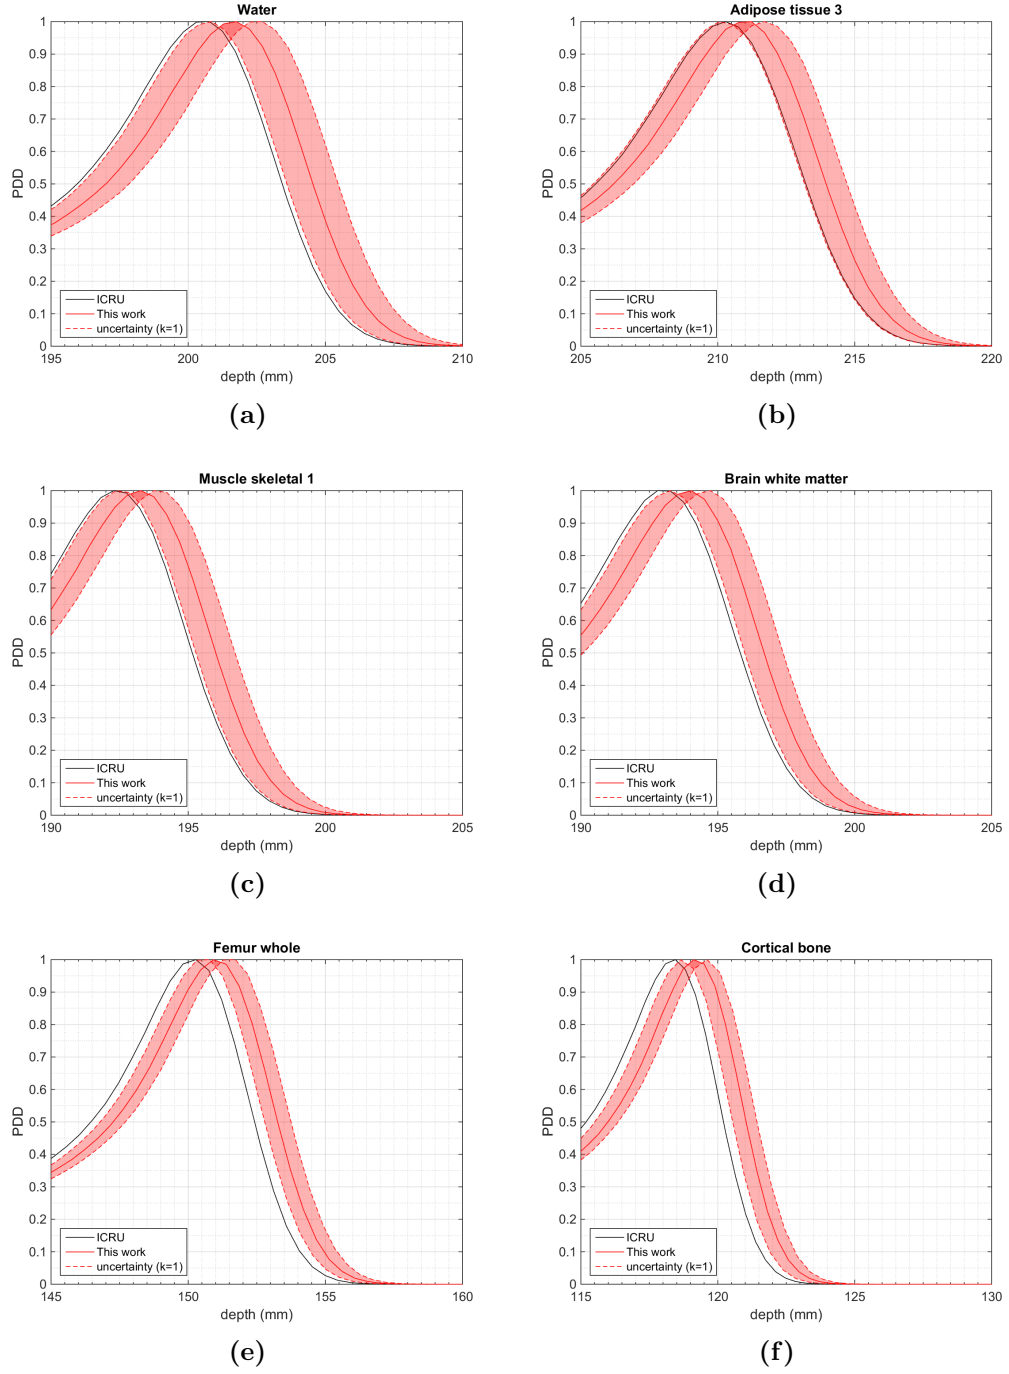 Water
PDD
1
0.9
0.8
0.7
0.6
0.5
0.4
0.3
0.2
0.1
0
ICRU
This work
uncertainty (k=1)
195 200 205 210
depth (mm)
(a)
Adipose tissue 3
PDD
1
0.9
0.8
0.7
0.6
0.5
0.4
0.3
0.2
0.1
0
ICRU
This work
uncertainty (k=1)
205 210 215 220
depth (mm)
(b)
Muscle skeletal 1
PDD
1
0.9
0.8
0.7
0.6
0.5
0.4
0.3
0.2
0.1
0
ICRU
This work
uncertainty (k=1)
190 195 200 205
depth (mm)
(c)
Brain white matter
PDD
1
0.9
0.8
0.7
0.6
0.5
0.4
0.3
0.2
0.1
0
ICRU
This work
uncertainty (k=1)
190 195 200 205
depth (mm)
(d)
Femur whole
PDD
1
0.9
0.8
0.7
0.6
0.5
0.4
0.3
0.2
0.1
0
ICRU
This work
uncertainty (k=1)
145 150 155 160
depth (mm)
(e)
Cortical bone
PDD
1
0.9
0.8
0.7
0.6
0.5
0.4
0.3
0.2
0.1
0
ICRU
This work
uncertainty (k=1)
115 120 125 130
depth (mm)
(f)